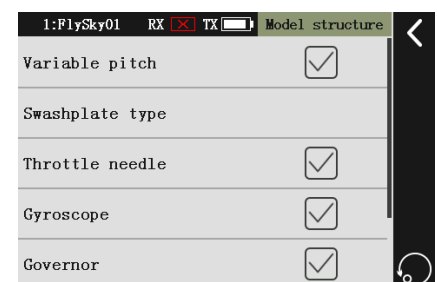 1:FlySky01 RX TX Model structure
Variable pitch
Swashplate type
Throttle needle
Gyroscope
Governor